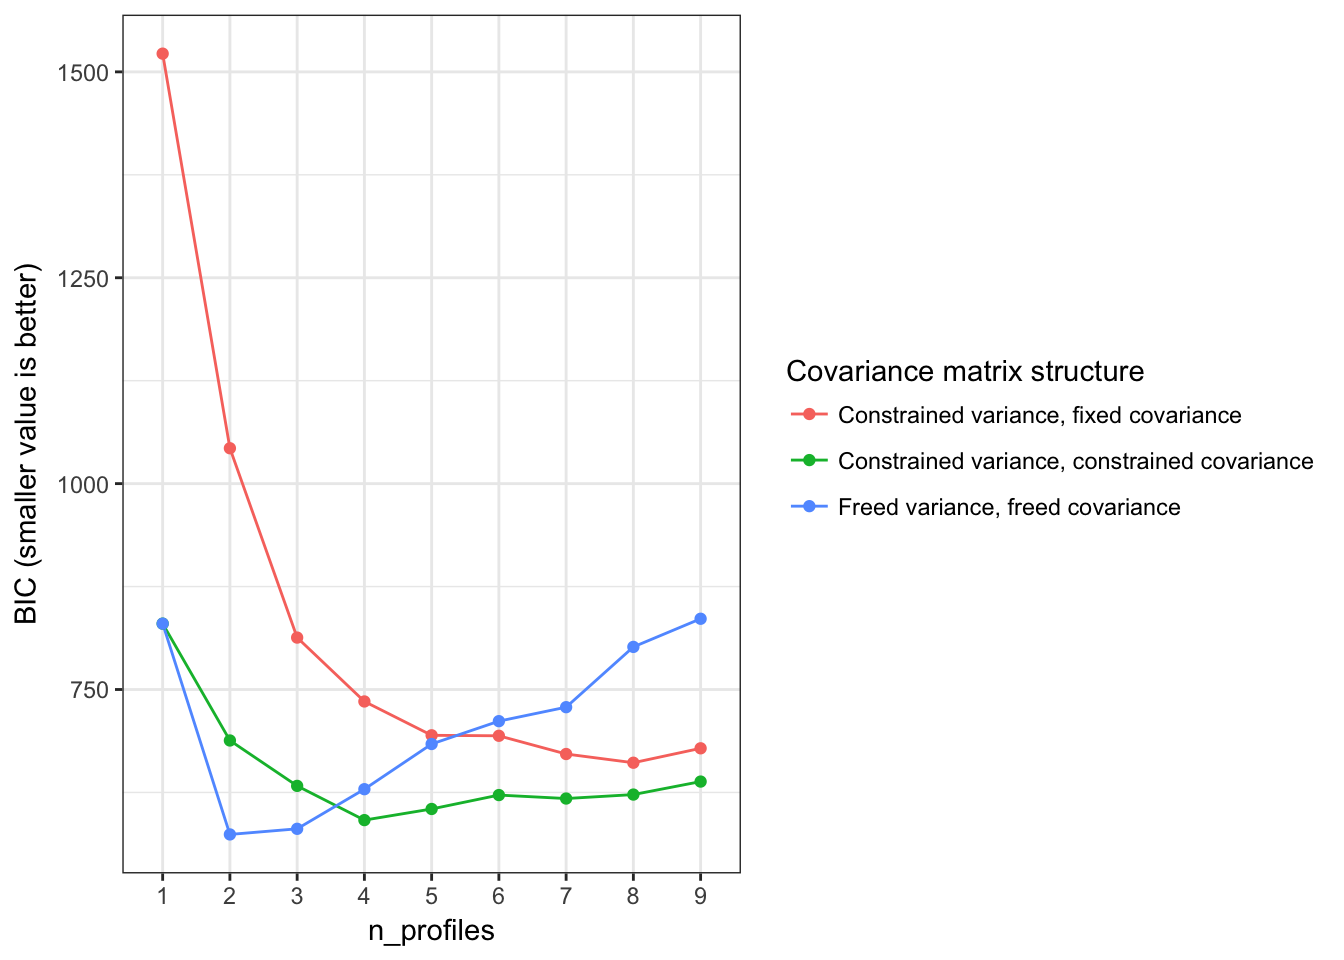 BIC (smaller value is better)
1500
1250
1000
750
1 2 3 4 5 6 7 8 9
n_profiles
Covariance matrix structure
Constrained variance, fixed covariance
Constrained variance, constrained covariance
Freed variance, freed covariance